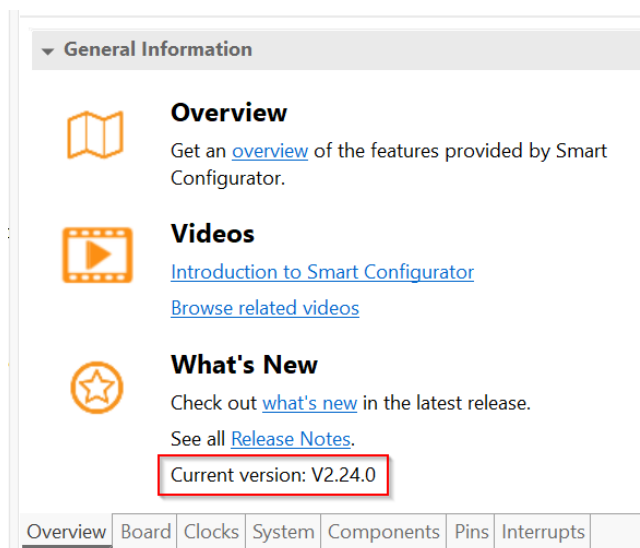 General Information
Overview
Get an overview of the features provided by Smart
Configurator.
Videos
Introduction to Smart Configurator
Browse related videos
What's New
Check out what's new in the latest release.
See all Release Notes.
Current version: V2.24.0
Overview Board Clocks System Components Pins Interrupts